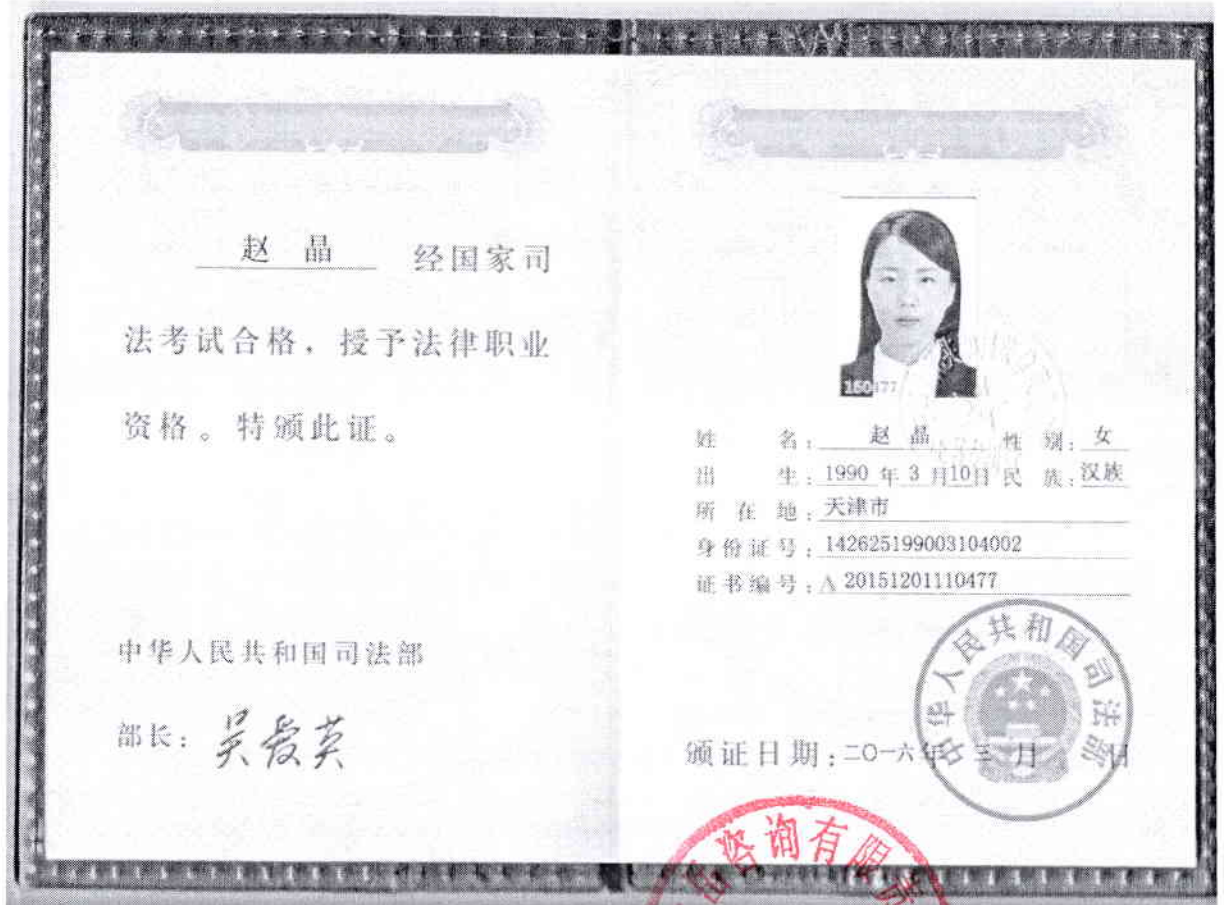 赵 晶 经国家司
法考试合格，授予法律职业
资格。特颁此证。
中华人民共和国司法部
部长：吴爱英
160477
姓 名：赵 晶 性 别：女
出 生：1990 年 3 月10日 民 族：汉族
所 在 地：天津市
身份证号：142625199003104002
证书编号：A 20151201110477
中华人民共和国司法部
颁证日期：二〇一六年 三 月 日
咨询有限